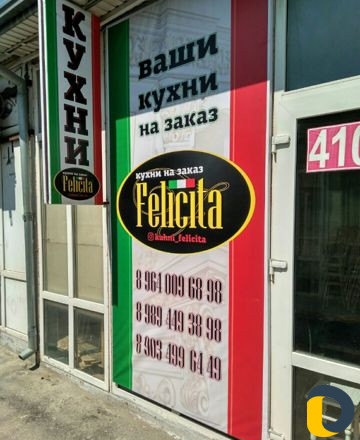 КУХНИ
кухни на заказ
Felicita
ваши
кухни
на заказ
кухни на заказ
Felicita
kuhni_felicita
8 964 009 68 98
8 989 449 38 98
8 903 499 64 49
410